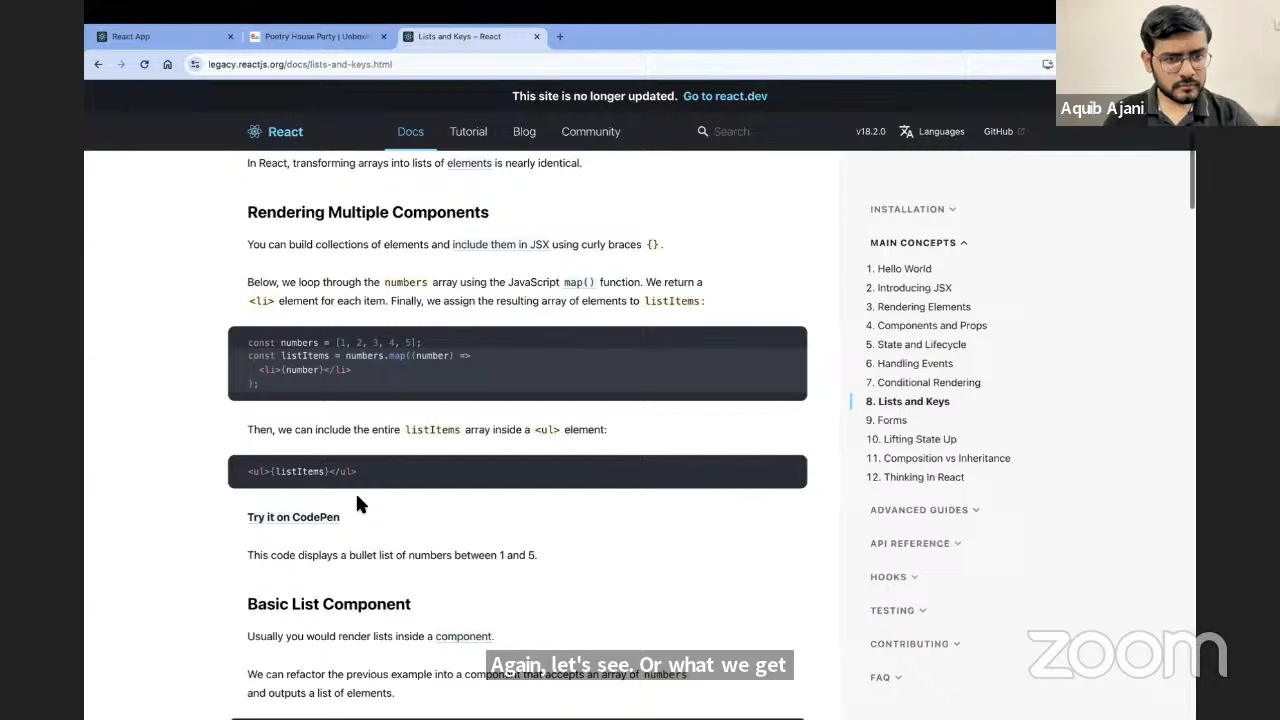 React App
Poetry House Party | Unbox
Lists and Keys – React
legacy.reactjs.org/docs/lists-and-keys.html
Aquib Ajani
This site is no longer updated. Go to react.dev
React
Docs
Tutorial
Blog
Community
Search
v18.2.0
Languages
GitHub
In React, transforming arrays into lists of elements is nearly identical.
Rendering Multiple Components
You can build collections of elements and include them in JSX using curly braces {}.
Below, we loop through the numbers array using the JavaScript map() function. We return a
<li> element for each item. Finally, we assign the resulting array of elements to listItems:
const numbers = [1, 2, 3, 4, 5];
const listItems = numbers.map((number) =>
<li>{number}</li>
);
Then, we can include the entire listItems array inside a <ul> element:
<ul>{listItems}</ul>
Try it on CodePen
This code displays a bullet list of numbers between 1 and 5.
Basic List Component
Usually you would render lists inside a component.
We can refactor the previous example into a component that accepts an array of numbers
and outputs a list of elements.
INSTALLATION
MAIN CONCEPTS
1. Hello World
2. Introducing JSX
3. Rendering Elements
4. Components and Props
5. State and Lifecycle
6. Handling Events
7. Conditional Rendering
8. Lists and Keys
9. Forms
10. Lifting State Up
11. Composition vs Inheritance
12. Thinking In React
ADVANCED GUIDES
API REFERENCE
HOOKS
TESTING
CONTRIBUTING
FAQ
Again, let's see. Or what we get
zoom